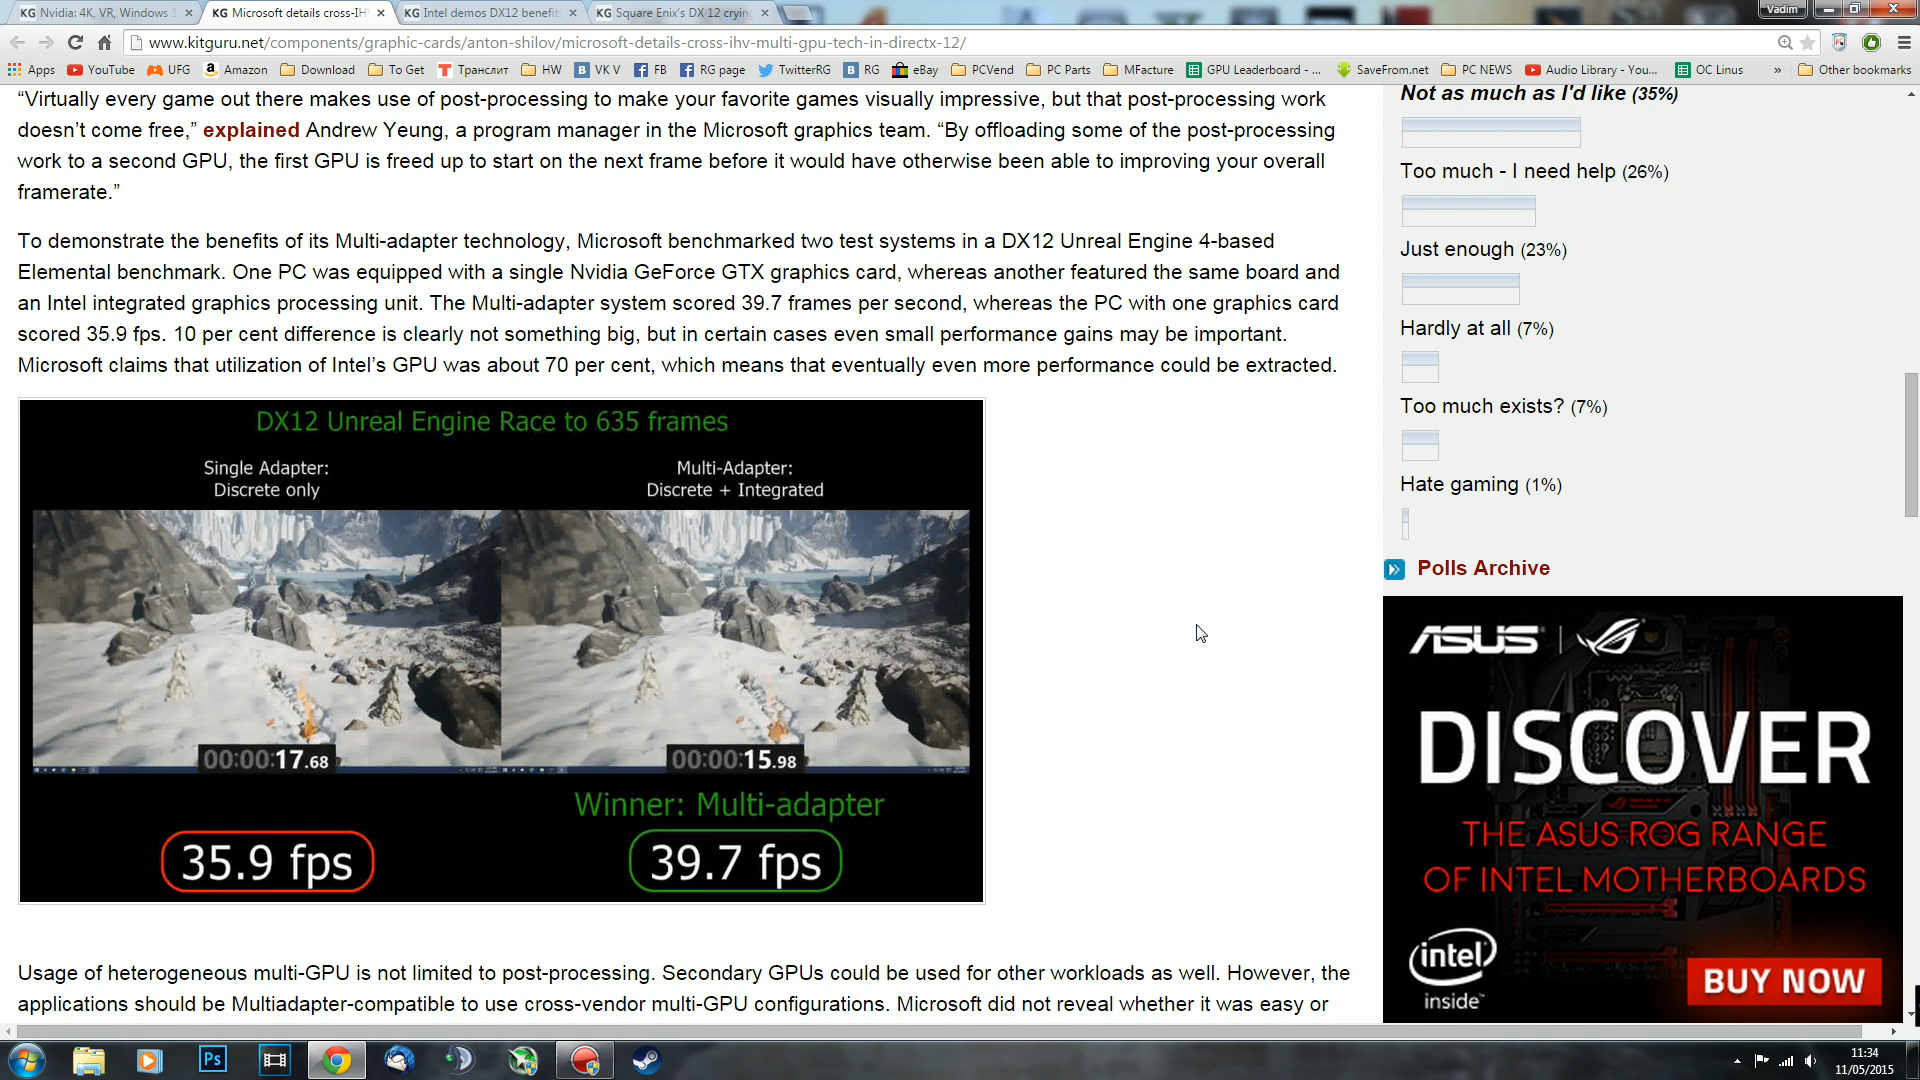 KG Nvidia: 4K, VR, Windows 1
KG Microsoft details cross-IH
KG Intel demos DX12 benefit
KG Square Enix's DX 12 crying
Vadim
www.kitguru.net/components/graphic-cards/anton-shilov/microsoft-details-cross-ihv-multi-gpu-tech-in-directx-12/
Apps YouTube UFG Amazon Download To Get Транслит HW VK V FB RG page TwitterRG RG eBay PCVend PC Parts MFacture GPU Leaderboard - ... SaveFrom.net PC NEWS Audio Library - You... OC Linus » Other bookmarks
“Virtually every game out there makes use of post-processing to make your favorite games visually impressive, but that post-processing work
doesn’t come free,” explained Andrew Yeung, a program manager in the Microsoft graphics team. “By offloading some of the post-processing
work to a second GPU, the first GPU is freed up to start on the next frame before it would have otherwise been able to improving your overall
framerate.”
To demonstrate the benefits of its Multi-adapter technology, Microsoft benchmarked two test systems in a DX12 Unreal Engine 4-based
Elemental benchmark. One PC was equipped with a single Nvidia GeForce GTX graphics card, whereas another featured the same board and
an Intel integrated graphics processing unit. The Multi-adapter system scored 39.7 frames per second, whereas the PC with one graphics card
scored 35.9 fps. 10 per cent difference is clearly not something big, but in certain cases even small performance gains may be important.
Microsoft claims that utilization of Intel’s GPU was about 70 per cent, which means that eventually even more performance could be extracted.
DX12 Unreal Engine Race to 635 frames
Single Adapter:
Discrete only
Multi-Adapter:
Discrete + Integrated
00:00:17.68
00:00:15.98
Winner: Multi-adapter
35.9 fps
39.7 fps
Usage of heterogeneous multi-GPU is not limited to post-processing. Secondary GPUs could be used for other workloads as well. However, the
applications should be Multiadapter-compatible to use cross-vendor multi-GPU configurations. Microsoft did not reveal whether it was easy or
Not as much as I'd like (35%)
Too much - I need help (26%)
Just enough (23%)
Hardly at all (7%)
Too much exists? (7%)
Hate gaming (1%)
Polls Archive
ASUS
DISCOVER
THE ASUS ROG RANGE
OF INTEL MOTHERBOARDS
intel
inside™
BUY NOW
Ps
11:34
11/05/2015